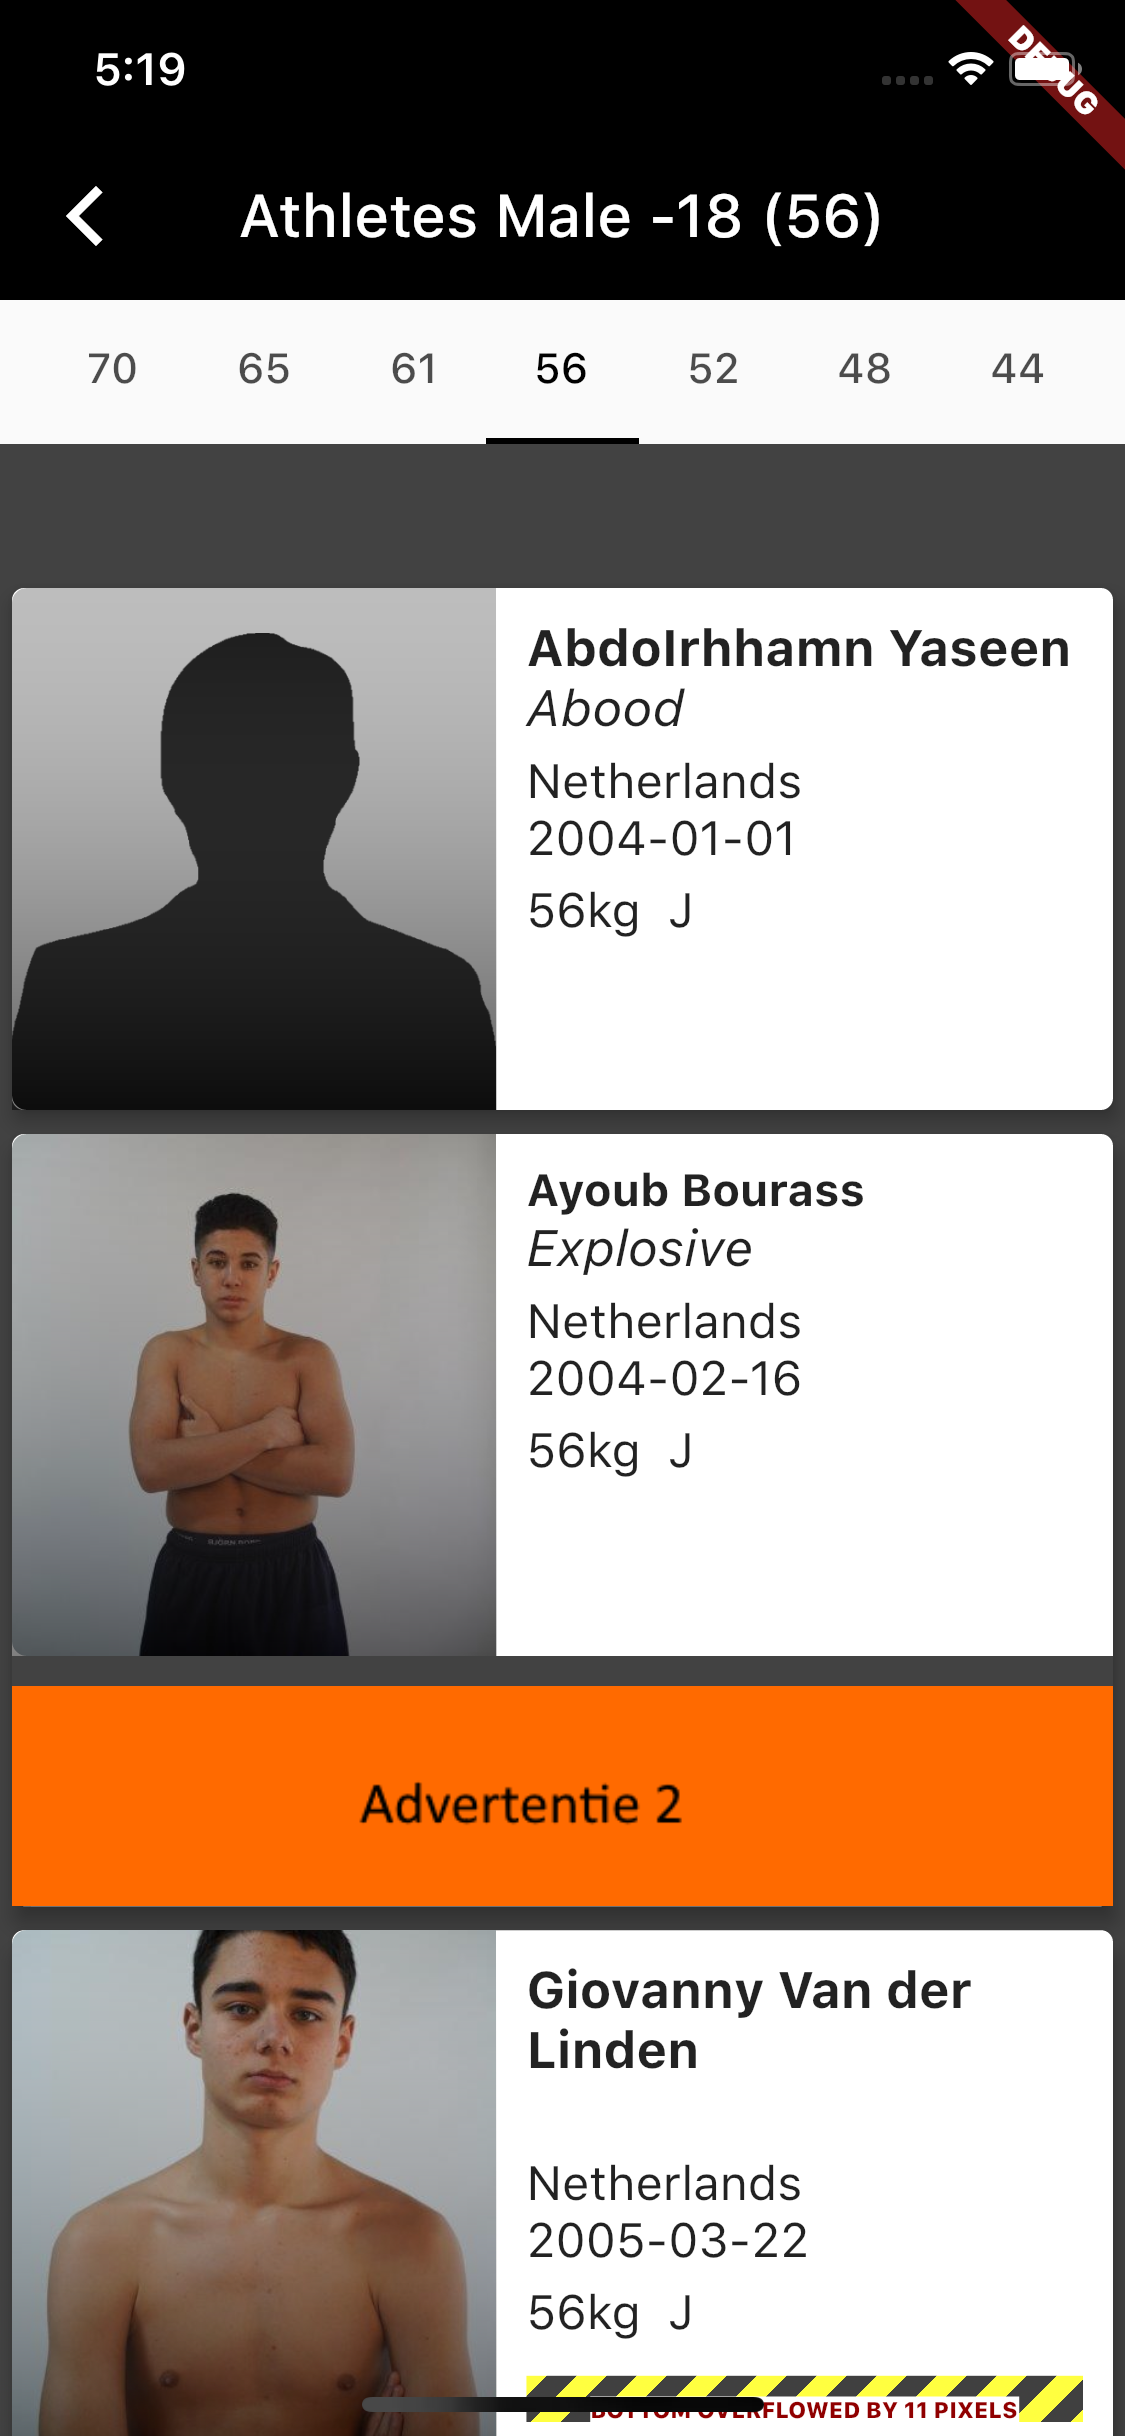 5:19
DEBUG
Athletes Male -18 (56)
70 65 61 56 52 48 44
Abdolrhhamn Yaseen
Abood
Netherlands
2004-01-01
56kg J
Ayoub Bourass
Explosive
Netherlands
2004-02-16
56kg J
Advertentie 2
Giovanny Van der
Linden
Netherlands
2005-03-22
56kg J
BOTTOM OVERFLOWED BY 11 PIXELS